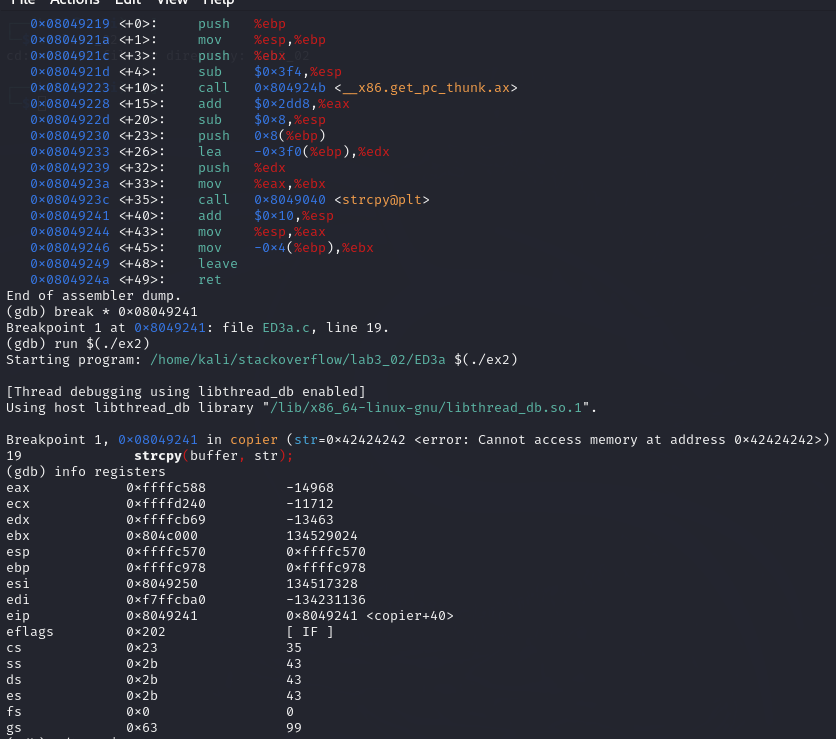 File Actions Edit View Help
0x08049219 <+0>: push %ebp
0x0804921a <+1>: mov %esp,%ebp
0x0804921c <+3>: push %ebx
0x0804921d <+4>: sub $0x3f4,%esp
0x08049223 <+10>: call 0x804924b <__x86.get_pc_thunk.ax>
0x08049228 <+15>: add $0x2dd8,%eax
0x0804922d <+20>: sub $0x8,%esp
0x08049230 <+23>: push 0x8(%ebp)
0x08049233 <+26>: lea -0x3f0(%ebp),%edx
0x08049239 <+32>: push %edx
0x0804923a <+33>: mov %eax,%ebx
0x0804923c <+35>: call 0x8049040 <strcpy@plt>
0x08049241 <+40>: add $0x10,%esp
0x08049244 <+43>: mov %esp,%eax
0x08049246 <+45>: mov -0x4(%ebp),%ebx
0x08049249 <+48>: leave
0x0804924a <+49>: ret
End of assembler dump.
(gdb) break * 0x08049241
Breakpoint 1 at 0x8049241: file ED3a.c, line 19.
(gdb) run $(./ex2)
Starting program: /home/kali/stackoverflow/lab3_02/ED3a $(./ex2)
[Thread debugging using libthread_db enabled]
Using host libthread_db library "/lib/x86_64-linux-gnu/libthread_db.so.1".
Breakpoint 1, 0x08049241 in copier (str=0x42424242 <error: Cannot access memory at address 0x42424242>)
19 strcpy(buffer, str);
(gdb) info registers
eax 0xffffc588 -14968
ecx 0xffffd240 -11712
edx 0xffffcb69 -13463
ebx 0x804c000 134529024
esp 0xffffc570 0xffffc570
ebp 0xffffc978 0xffffc978
esi 0x8049250 134517328
edi 0xf7ffcba0 -134231136
eip 0x8049241 0x8049241 <copier+40>
eflags 0x202 [ IF ]
cs 0x23 35
ss 0x2b 43
ds 0x2b 43
es 0x2b 43
fs 0x0 0
gs 0x63 99